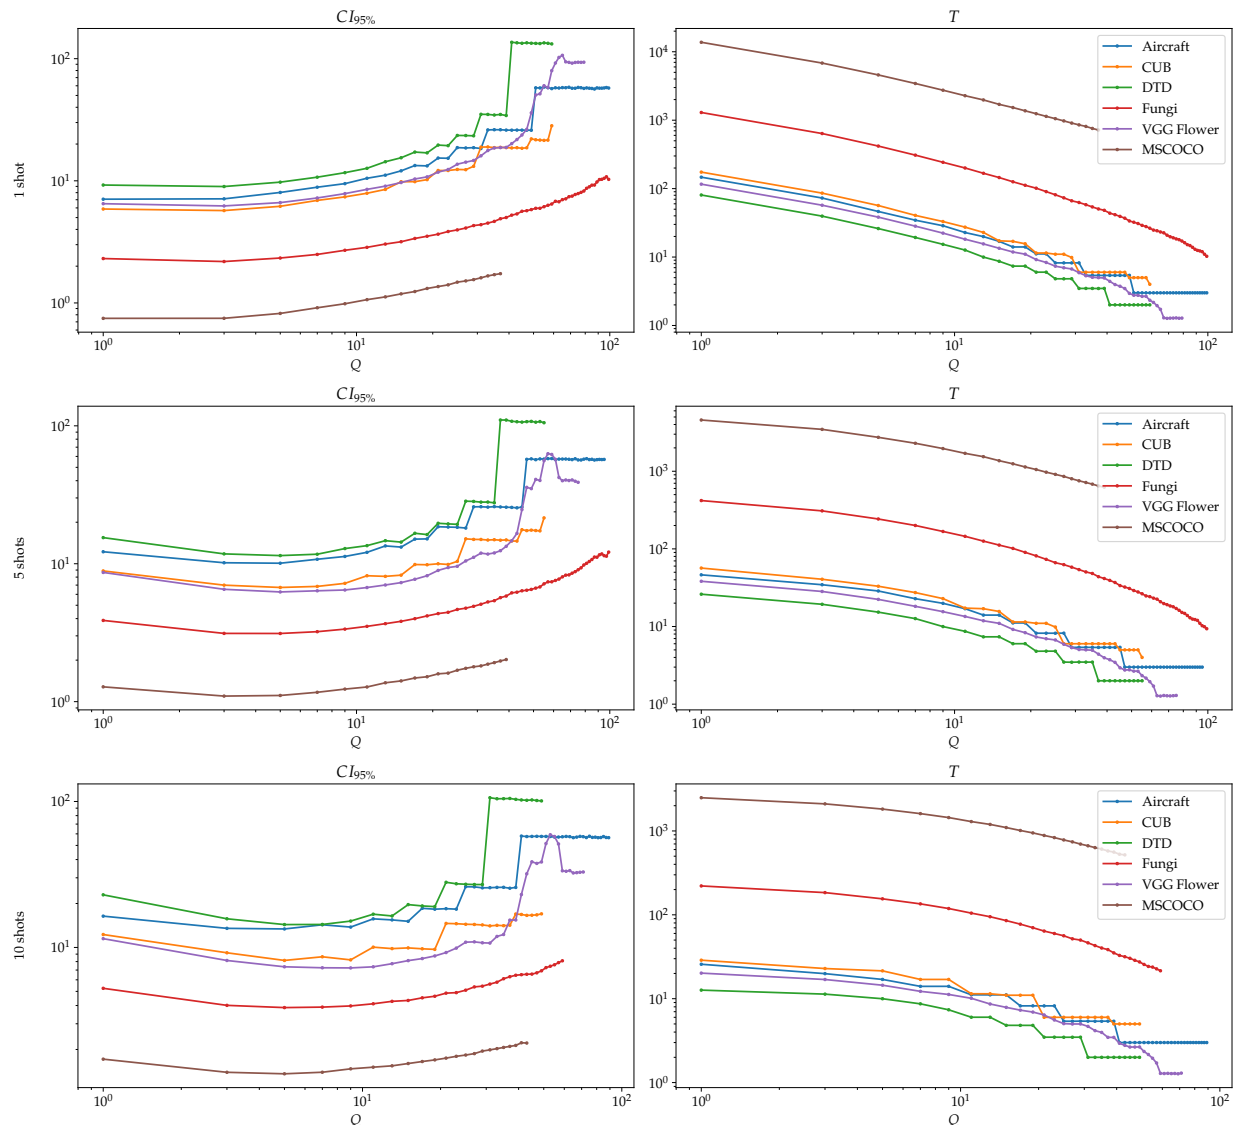 CI95%
T
1 shot
10²
10¹
10⁰
10⁴
10³
10²
10¹
10⁰
Aircraft
CUB
DTD
Fungi
VGG Flower
MSCOCO
10⁰
10¹
10²
10⁰
10¹
10²
Q
Q
CI95%
T
5 shots
10²
10¹
10⁰
10³
10²
10¹
10⁰
Aircraft
CUB
DTD
Fungi
VGG Flower
MSCOCO
10⁰
10¹
10²
10⁰
10¹
10²
Q
Q
CI95%
T
10 shots
10²
10¹
10³
10²
10¹
10⁰
Aircraft
CUB
DTD
Fungi
VGG Flower
MSCOCO
10⁰
10¹
10²
10⁰
10¹
10²